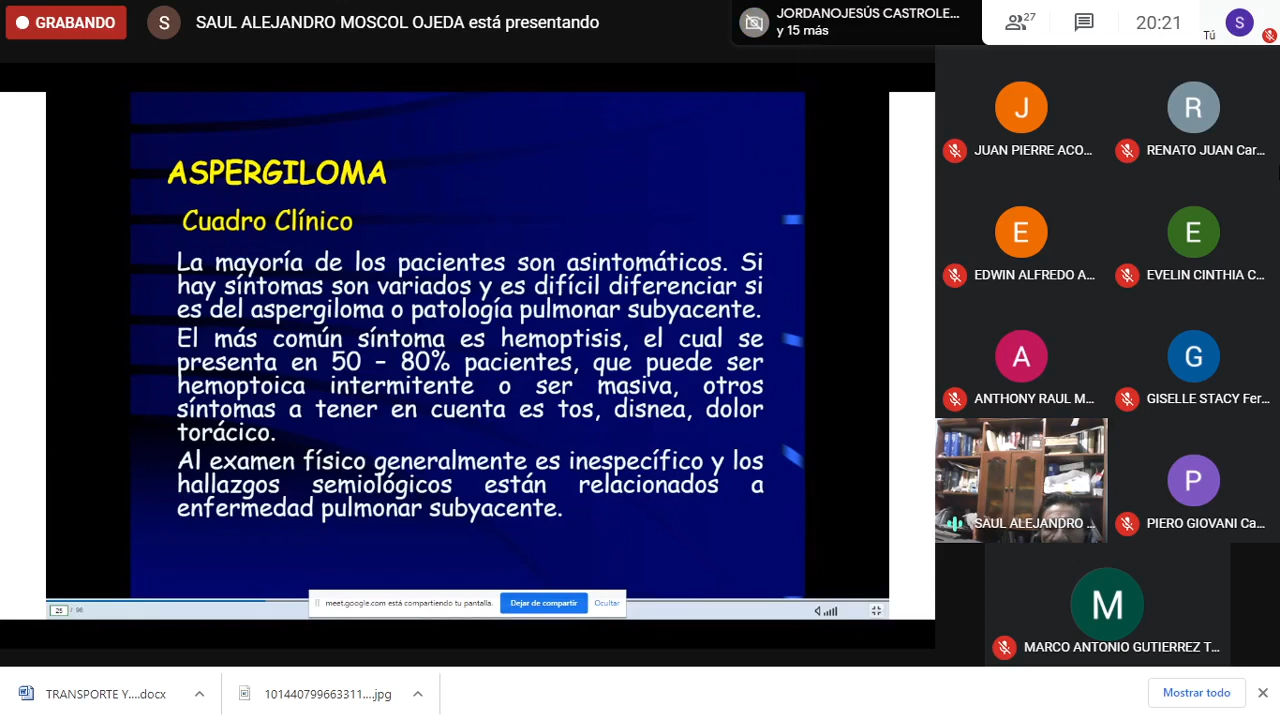 GRABANDO
S
SAUL ALEJANDRO MOSCOL OJEDA está presentando
JORDANOJESÚS CASTROLE...
y 15 más
27
20:21
Tú
S
ASPERGILOMA
Cuadro Clínico
La mayoría de los pacientes son asintomáticos. Si
hay síntomas son variados y es difícil diferenciar si
es del aspergiloma o patología pulmonar subyacente.
El más común síntoma es hemoptisis, el cual se
presenta en 50 – 80% pacientes, que puede ser
hemoptoica intermitente o ser masiva, otros
síntomas a tener en cuenta es tos, disnea, dolor
torácico.
Al examen físico generalmente es inespecífico y los
hallazgos semiológicos están relacionados a
enfermedad pulmonar subyacente.
25 / 96
meet.google.com está compartiendo tu pantalla.
Dejar de compartir
Ocultar
J
JUAN PIERRE ACO...
R
RENATO JUAN Car...
E
EDWIN ALFREDO A...
E
EVELIN CINTHIA C...
A
ANTHONY RAUL M...
G
GISELLE STACY Fer...
SAUL ALEJANDRO ...
P
PIERO GIOVANI Ca...
M
MARCO ANTONIO GUTIERREZ T...
TRANSPORTE Y....docx
101440799663311....jpg
Mostrar todo